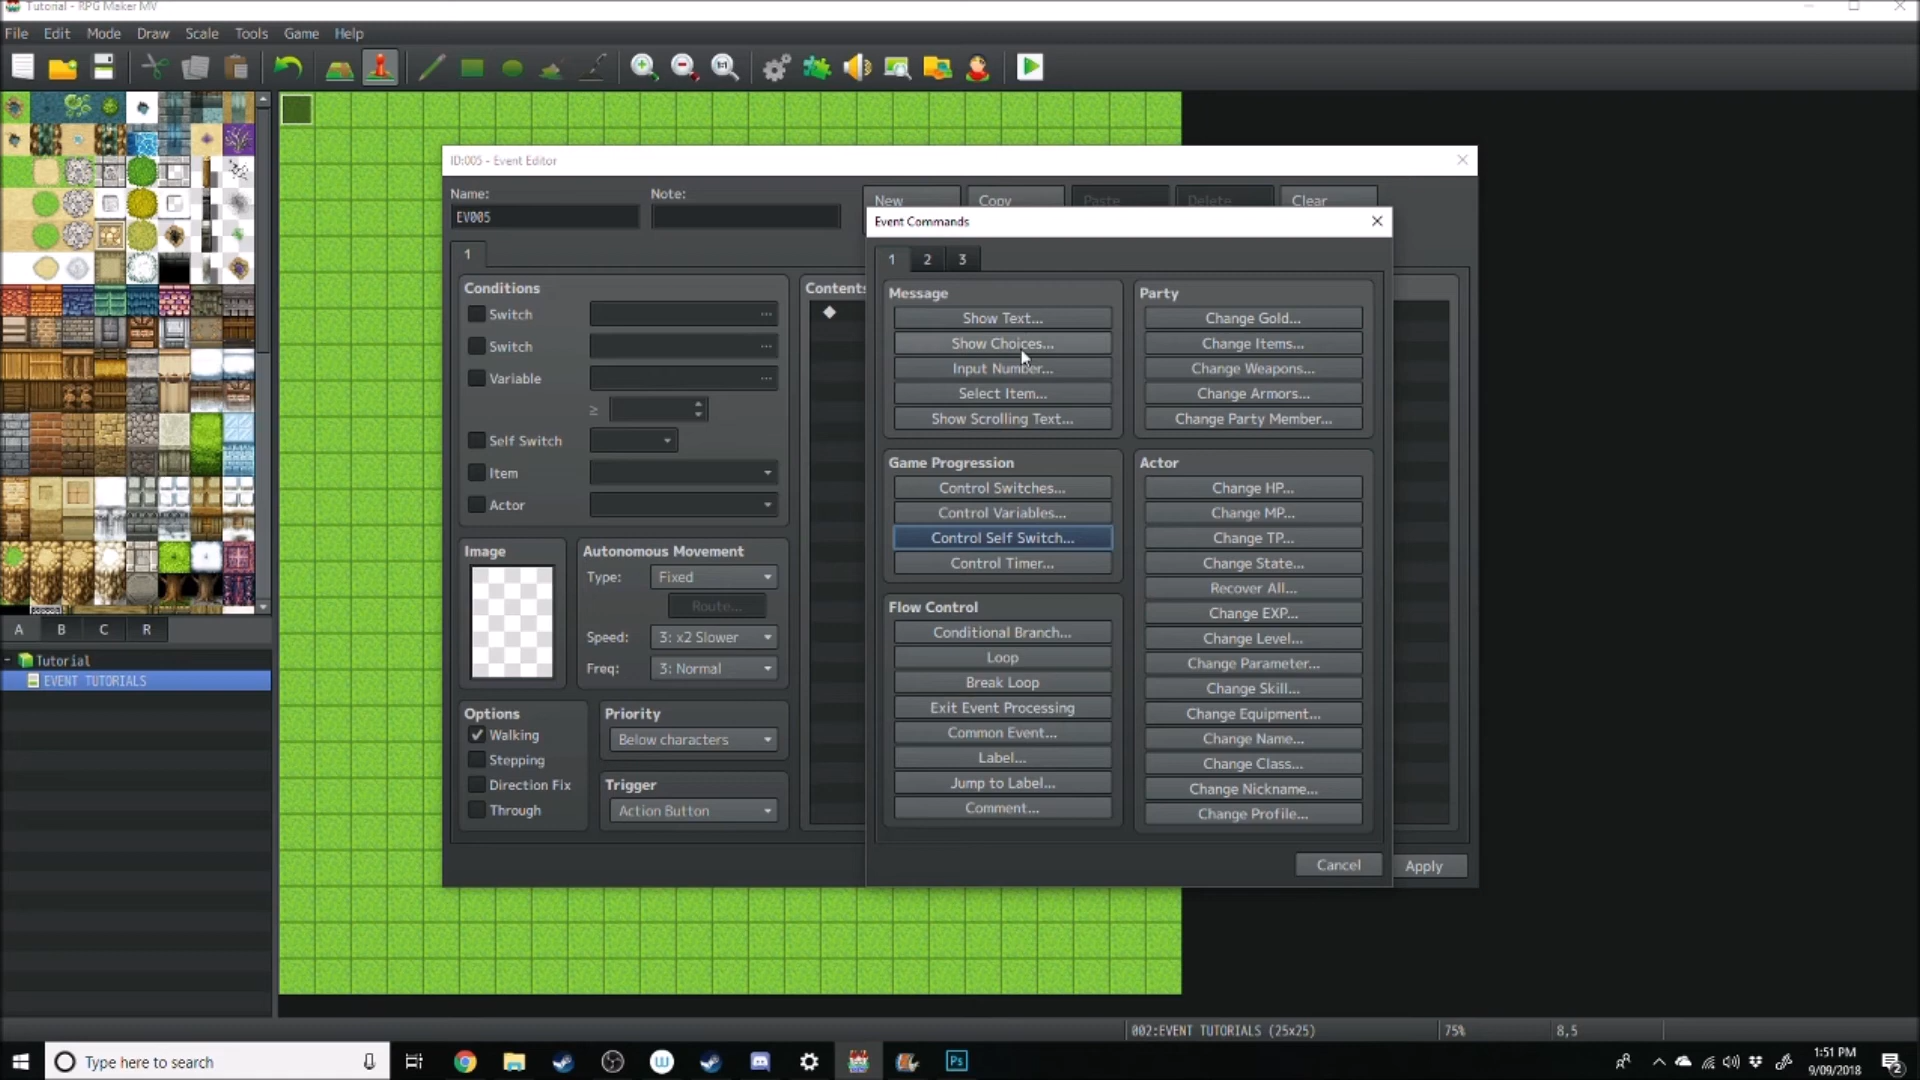 Tutorial - RPG Maker MV
File Edit Mode Draw Scale Tools Game Help
ID:005 - Event Editor
Name:
Note:
EV005
New
Copy
Paste
Delete
Clear
1
Conditions
Switch ...
Switch ...
Variable ...
≥
Self Switch
Item
Actor
Contents
Image
Autonomous Movement
Type: Fixed
Route...
Speed: 3: x2 Slower
Freq: 3: Normal
Options
Walking
Stepping
Direction Fix
Through
Priority
Below characters
Trigger
Action Button
Event Commands
1 2 3
Message
Show Text...
Show Choices...
Input Number...
Select Item...
Show Scrolling Text...
Game Progression
Control Switches...
Control Variables...
Control Self Switch...
Control Timer...
Flow Control
Conditional Branch...
Loop
Break Loop
Exit Event Processing
Common Event...
Label...
Jump to Label...
Comment...
Party
Change Gold...
Change Items...
Change Weapons...
Change Armors...
Change Party Member...
Actor
Change HP...
Change MP...
Change TP...
Change State...
Recover All...
Change EXP...
Change Level...
Change Parameter...
Change Skill...
Change Equipment...
Change Name...
Change Class...
Change Nickname...
Change Profile...
Cancel
Apply
A B C R
Tutorial
EVENT TUTORIALS
002:EVENT TUTORIALS (25x25) 75% 8,5
Type here to search
Ps
1:51 PM
9/09/2018
2